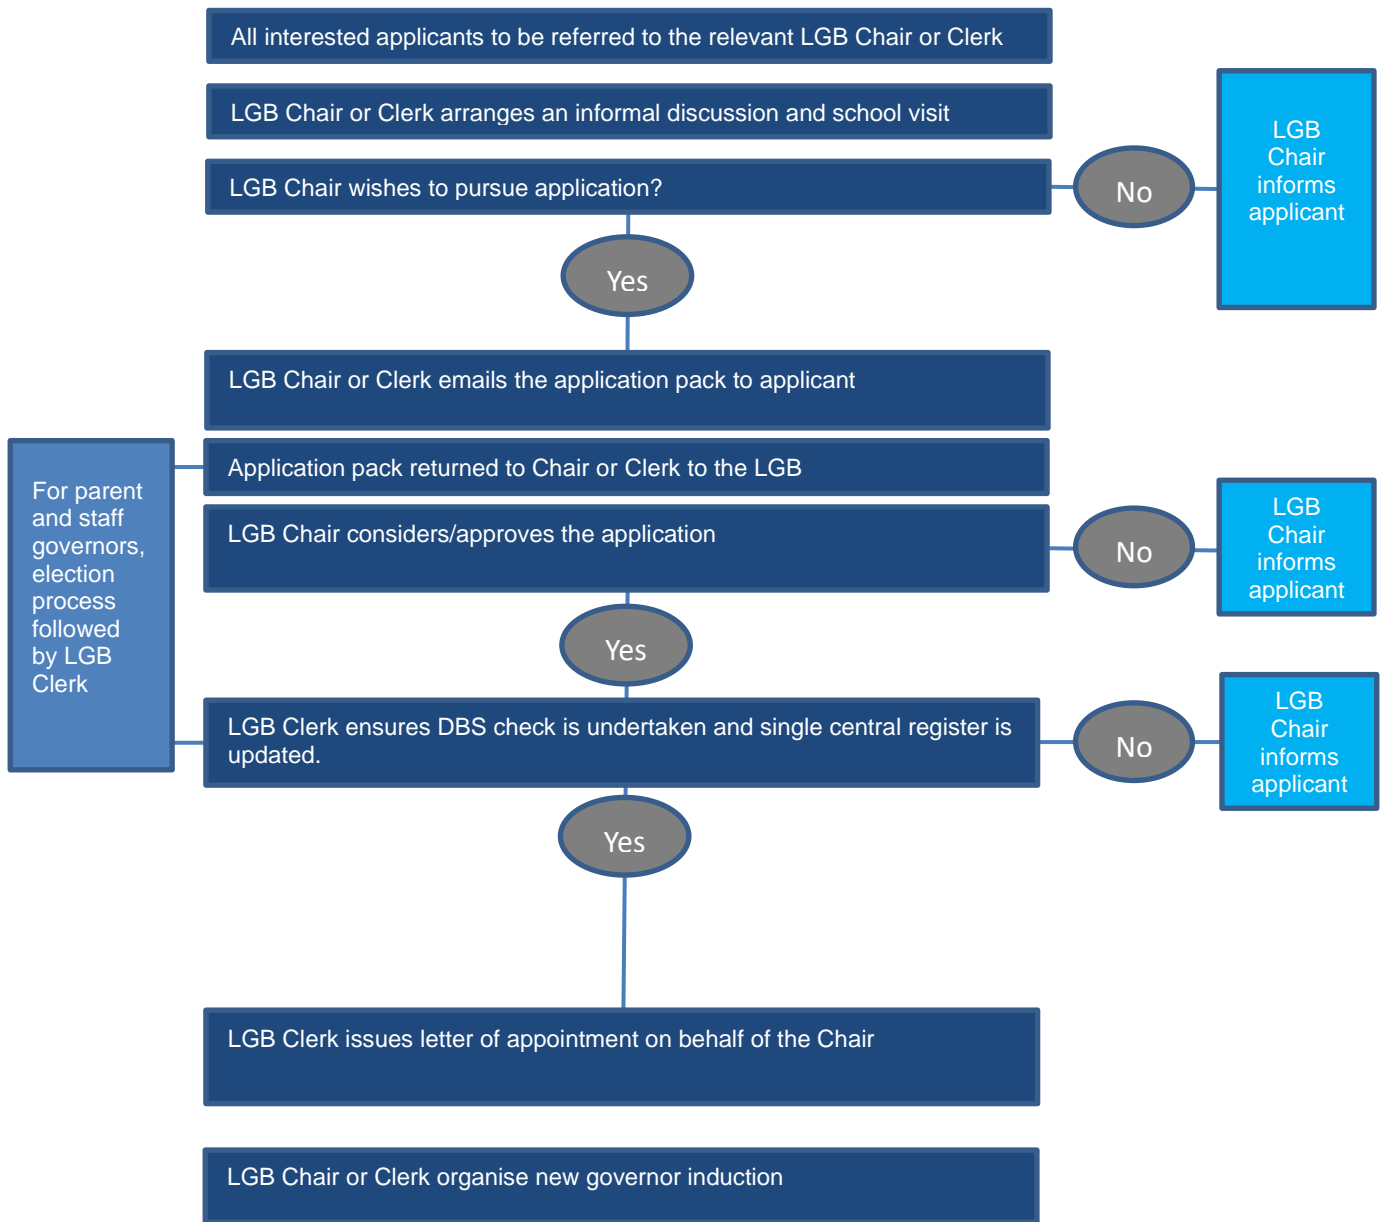 All interested applicants to be referred to the relevant LGB Chair or Clerk
LGB Chair or Clerk arranges an informal discussion and school visit
LGB Chair wishes to pursue application?
No
LGB
Chair
informs
applicant
Yes
LGB Chair or Clerk emails the application pack to applicant
For parent
and staff
governors,
election
process
followed
by LGB
Clerk
Application pack returned to Chair or Clerk to the LGB
LGB Chair considers/approves the application
No
LGB
Chair
informs
applicant
Yes
LGB Clerk ensures DBS check is undertaken and single central register is
updated.
No
LGB
Chair
informs
applicant
Yes
LGB Clerk issues letter of appointment on behalf of the Chair
LGB Chair or Clerk organise new governor induction